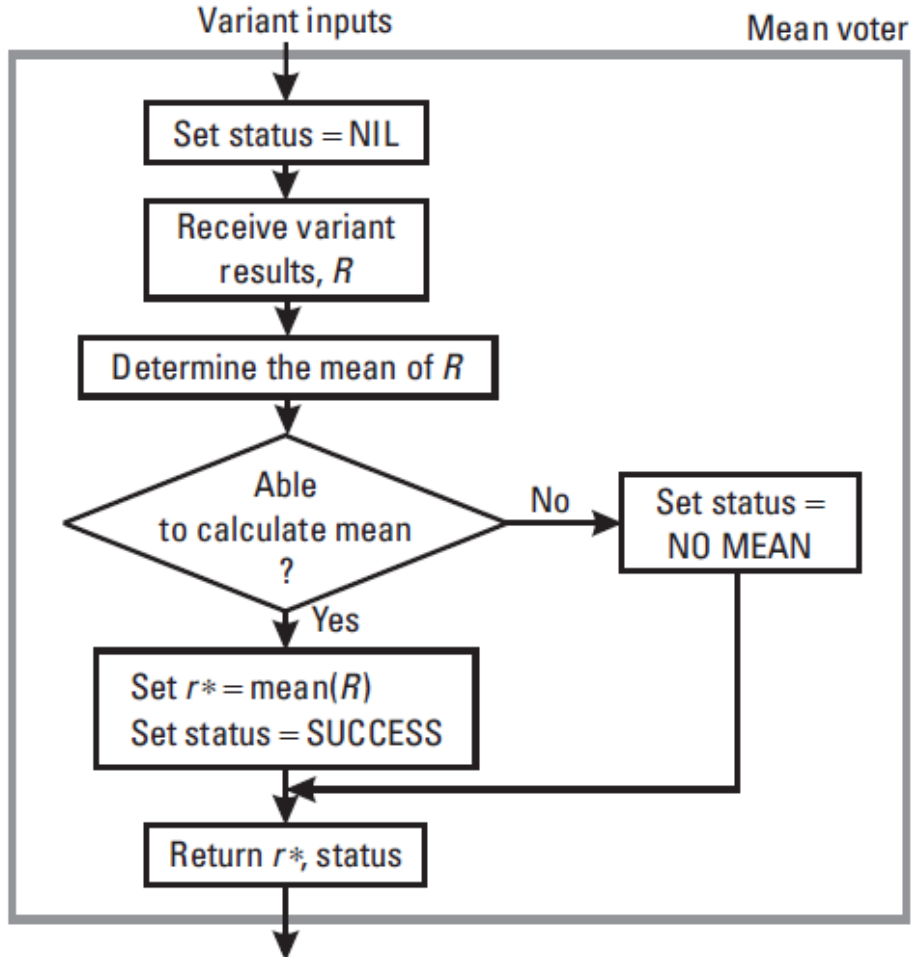 Variant inputs
Mean voter
Set status = NIL
Receive variant
results, R
Determine the mean of R
Able
to calculate mean
?
No
Set status =
NO MEAN
Yes
Set r* = mean(R)
Set status = SUCCESS
Return r*, status